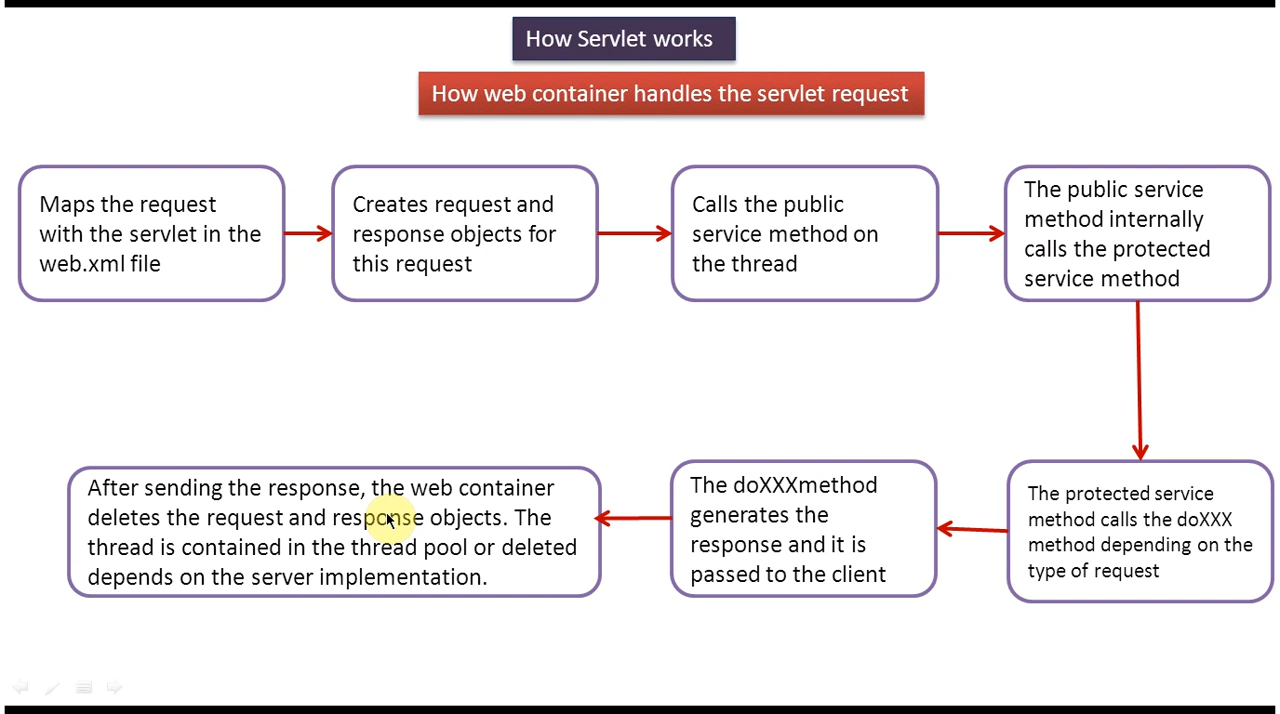 How Servlet works
How web container handles the servlet request
Maps the request
with the servlet in the
web.xml file
Creates request and
response objects for
this request
Calls the public
service method on
the thread
The public service
method internally
calls the protected
service method
The protected service
method calls the doXXX
method depending on the
type of request
The doXXXmethod
generates the
response and it is
passed to the client
After sending the response, the web container
deletes the request and response objects. The
thread is contained in the thread pool or deleted
depends on the server implementation.